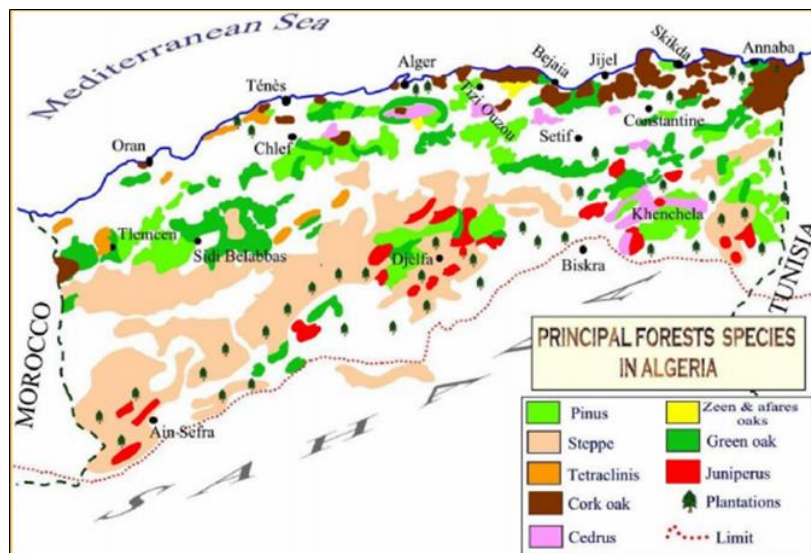 Mediterranean Sea
Skikda
Annaba
Jijel
Bejaia
Alger
Tizi Ouzou
Ténès
Constantine
Setif
Chlef
Oran
Khenchela
Tlemcen
Sidi Belabbas
Djelfa
Biskra
MOROCCO
TUNISIA
Ain Sefra
SAHARA
PRINCIPAL FORESTS SPECIES
IN ALGERIA
Pinus
Steppe
Tetraclinis
Cork oak
Cedrus
Zeen & afares
oaks
Green oak
Juniperus
Plantations
Limit